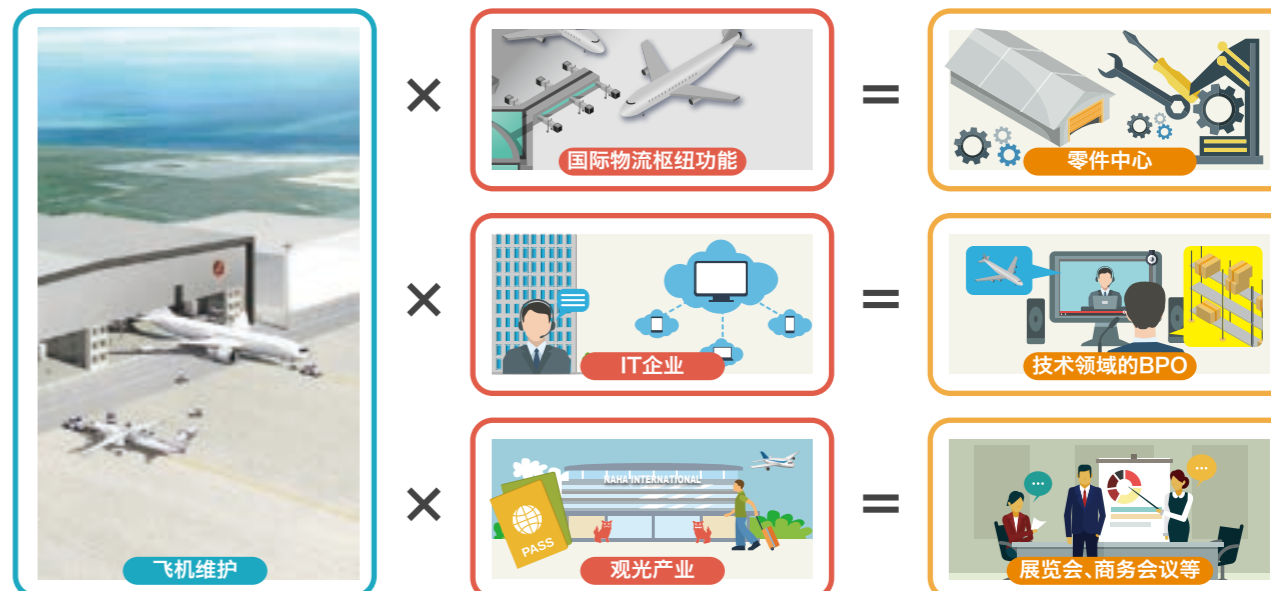 飞机维护
×
国际物流枢纽功能
=
零件中心
×
IT企业
=
技术领域的BPO
×
NAHA INTERNATIONAL
PASS
观光产业
=
展览会、商务会议等